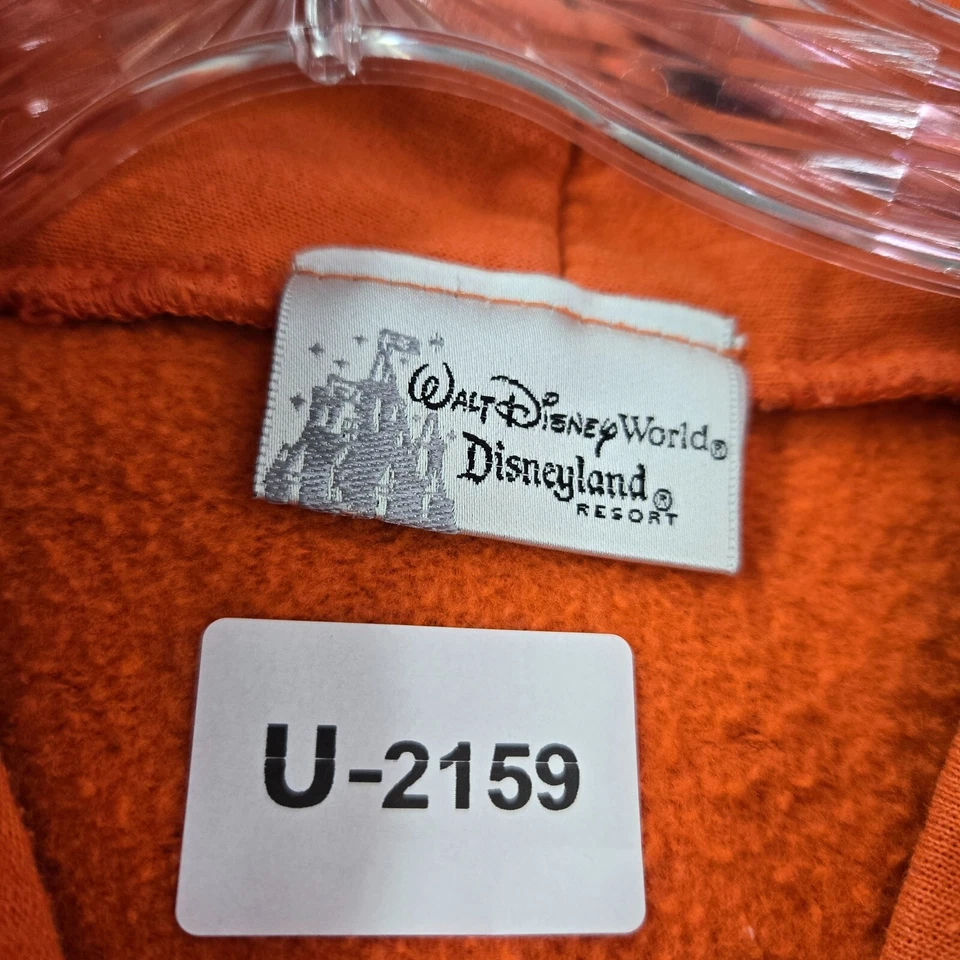 WALT DISNEY World®
Disneyland®
RESORT
U-2159